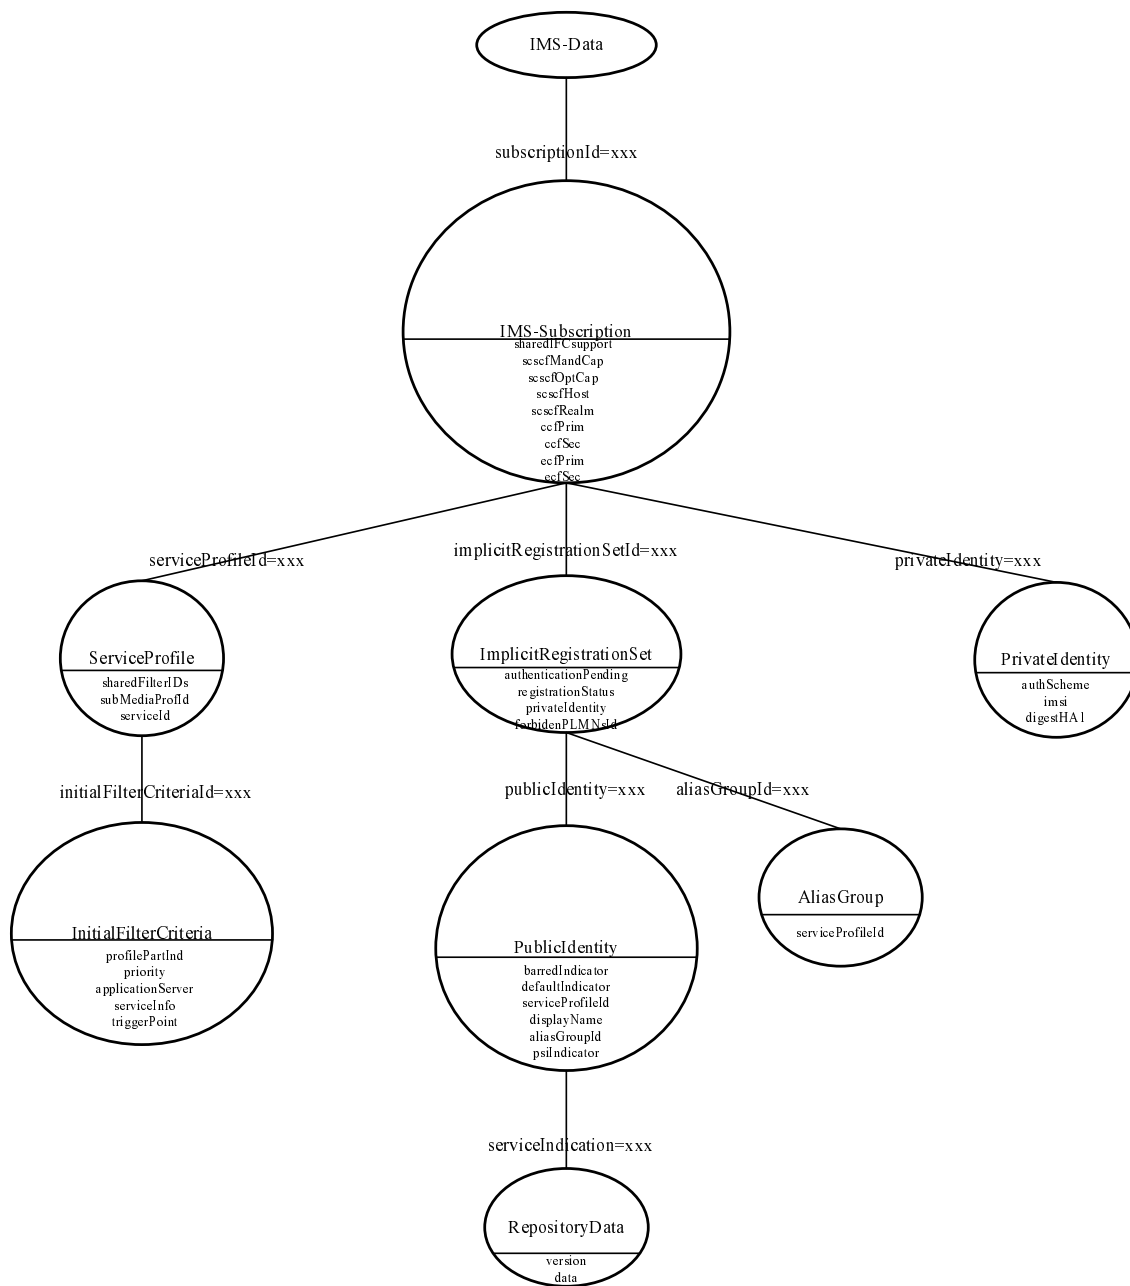 IMS-Data
subscriptionId=xxx
IMS-Subscription
sharedIFCsupport
scscfMandCap
scscfOptCap
scscfHost
scscfRealm
ccfPrim
ccfSec
ecfPrim
ecfSec
serviceProfileId=xxx
implicitRegistrationSetId=xxx
privateIdentity=xxx
ServiceProfile
sharedFilterIDs
subMediaProfId
serviceId
ImplicitRegistrationSet
authenticationPending
registrationStatus
privateIdentity
forbidenPLMNsId
PrivateIdentity
authScheme
imsi
digestHA1
initialFilterCriteriaId=xxx
publicIdentity=xxx
aliasGroupId=xxx
InitialFilterCriteria
profilePartInd
priority
applicationServer
serviceInfo
triggerPoint
PublicIdentity
barredIndicator
defaultIndicator
serviceProfileId
displayName
aliasGroupId
psiIndicator
AliasGroup
serviceProfileId
serviceIndication=xxx
RepositoryData
version
data